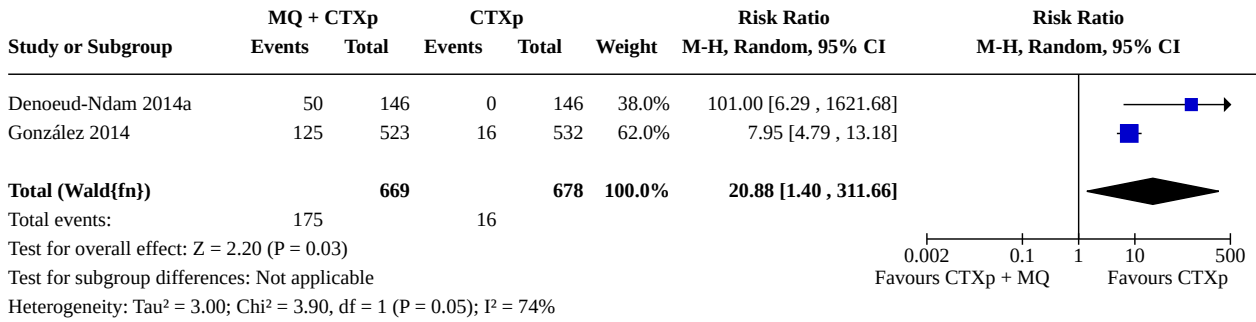 MQ + CTXp CTXp Risk Ratio Risk Ratio
Study or Subgroup Events Total Events Total Weight M-H, Random, 95% CI M-H, Random, 95% CI
Denoeud-Ndam 2014a 50 146 0 146 38.0% 101.00 [6.29 , 1621.68]
González 2014 125 523 16 532 62.0% 7.95 [4.79 , 13.18]
Total (Wald{fn}) 669 678 100.0% 20.88 [1.40 , 311.66]
Total events: 175 16
Test for overall effect: Z = 2.20 (P = 0.03) 0.002 0.1 1 10 500
Test for subgroup differences: Not applicable Favours CTXp + MQ Favours CTXp
Heterogeneity: Tau² = 3.00; Chi² = 3.90, df = 1 (P = 0.05); I² = 74%